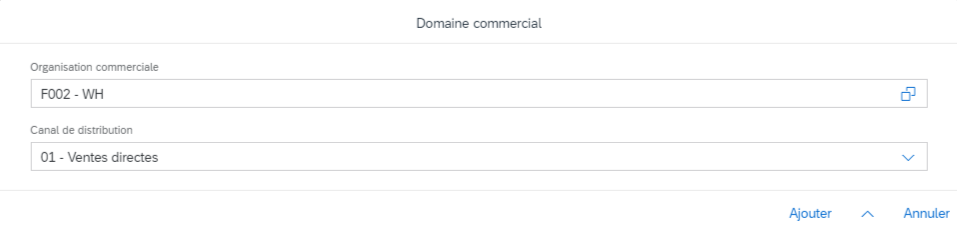 Domaine commercial
Organisation commerciale
F002 - WH
Canal de distribution
01 - Ventes directes
Ajouter Annuler